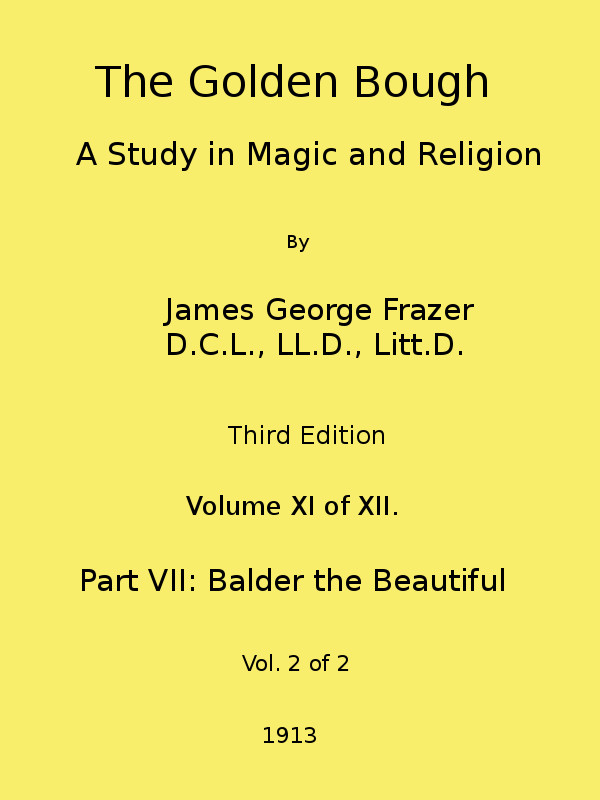 The Golden Bough
A Study in Magic and Religion
By
James George Frazer
D.C.L., LL.D., Litt.D.
Third Edition
Volume XI of XII.
Part VII: Balder the Beautiful
Vol. 2 of 2
1913